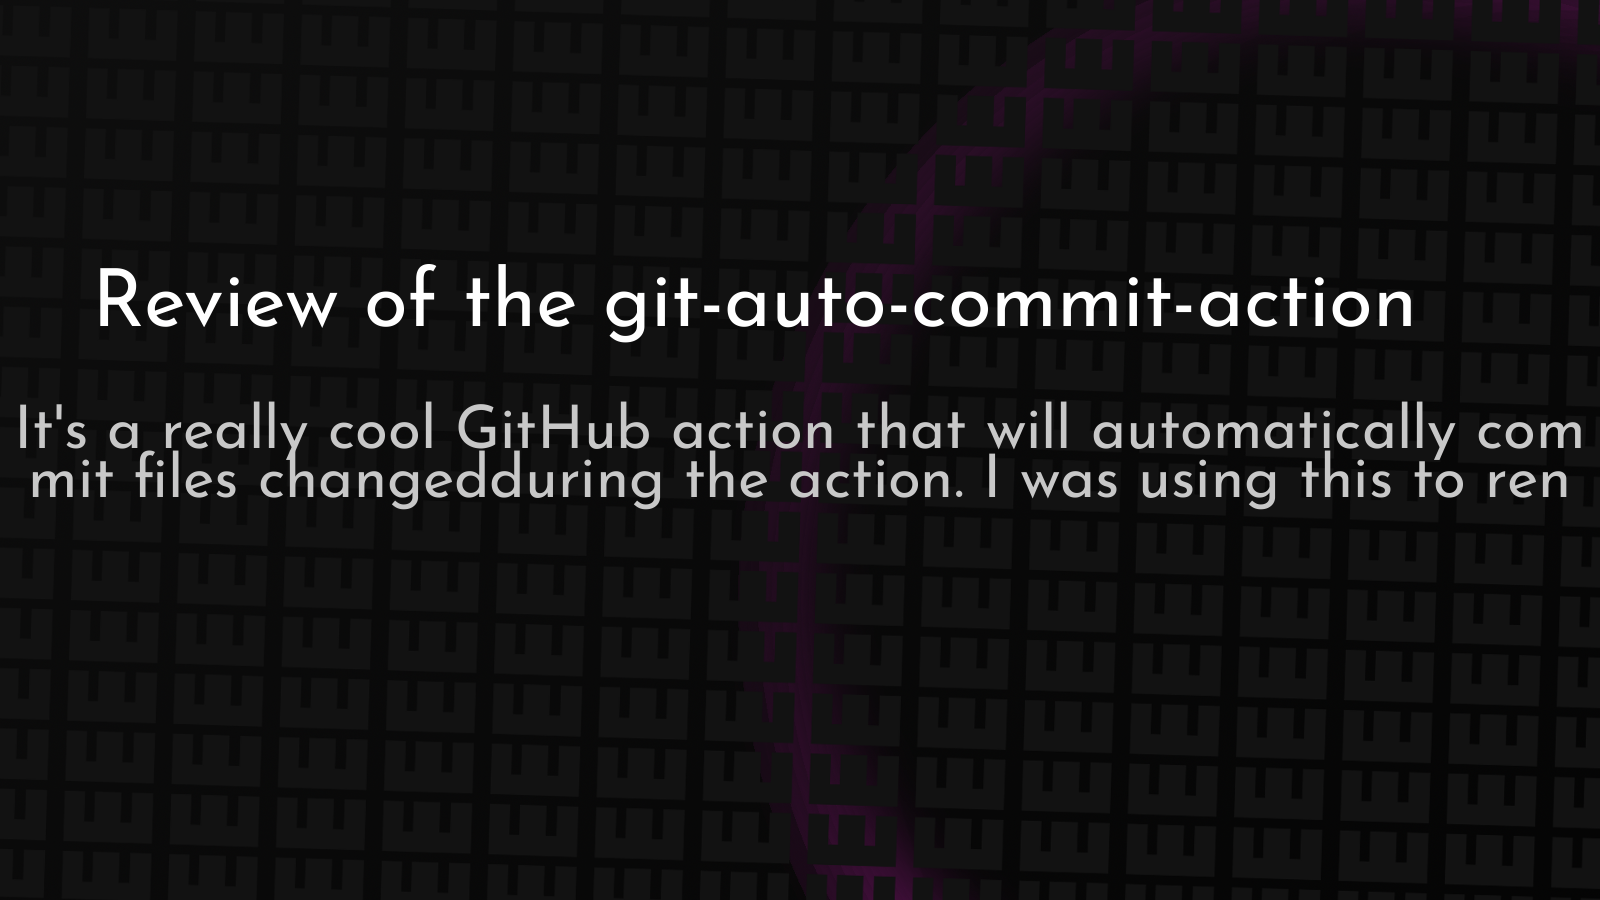 Review of the git-auto-commit-action
It's a really cool GitHub action that will automatically com
mit files changedduring the action. I was using this to ren